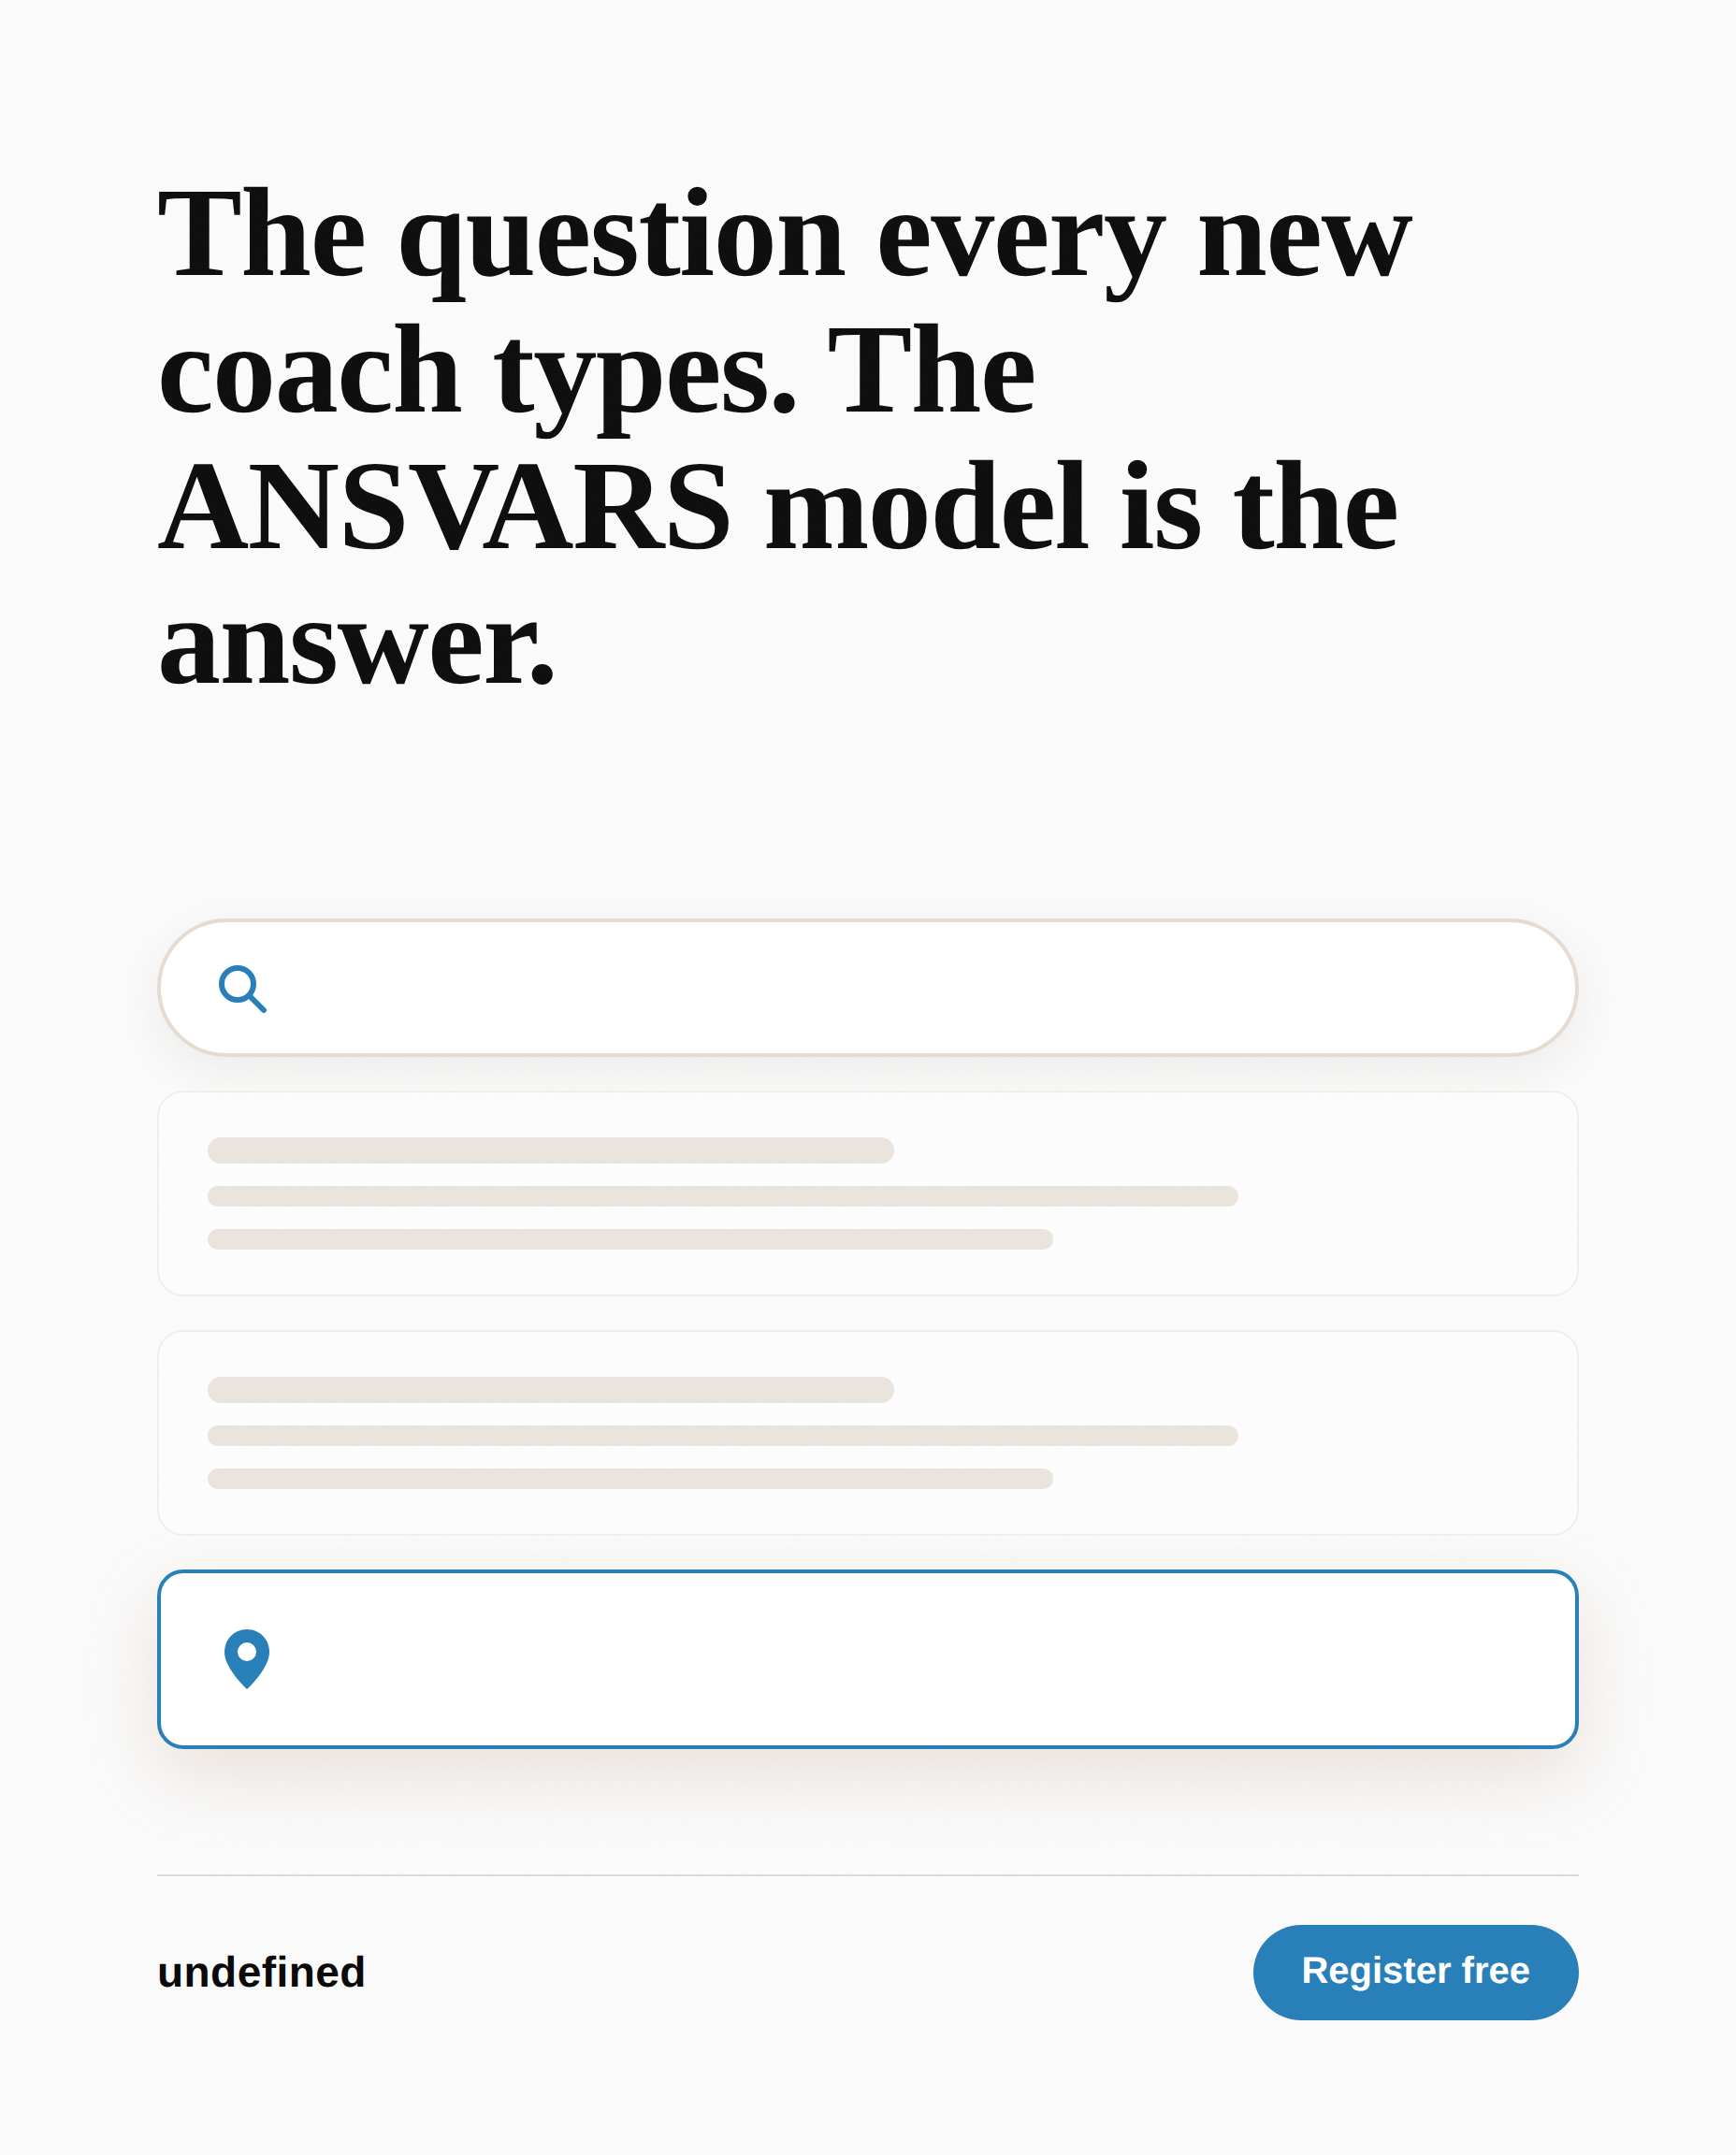 The question every new
coach types. The
ANSVARS model is the
answer.
undefined
Register free